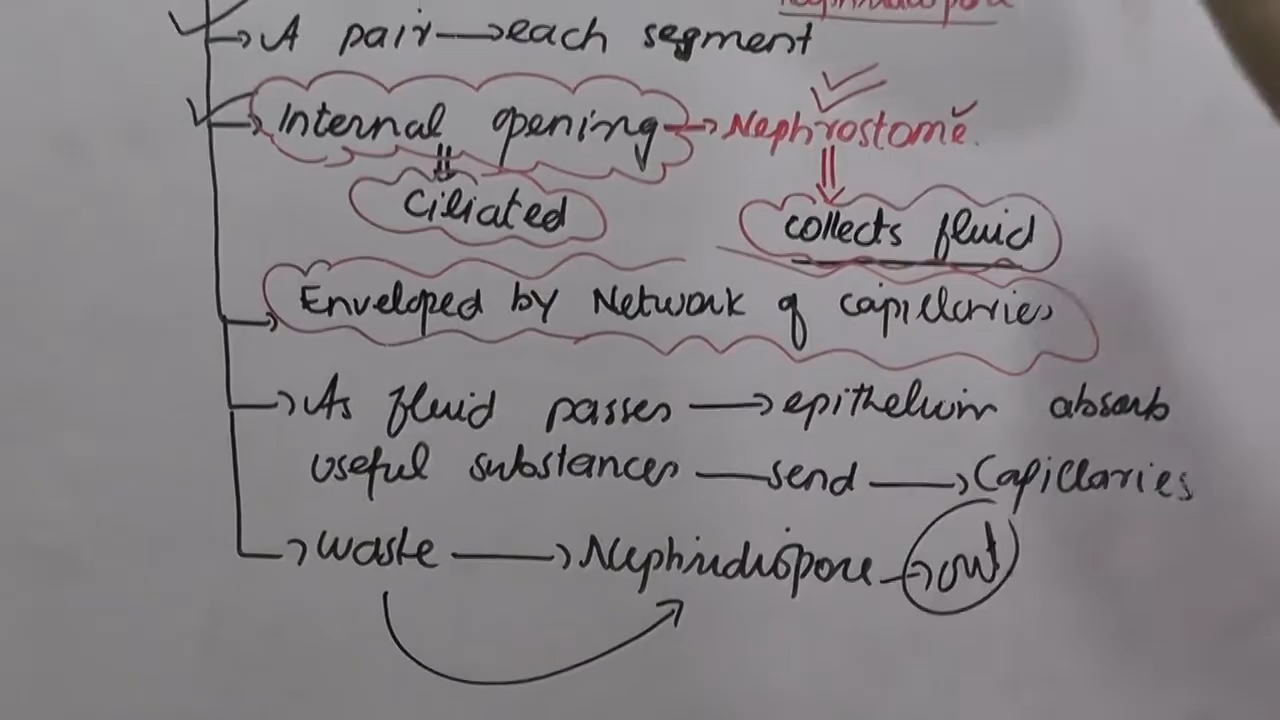 Nephridiopore
→ A pair → each segment
→ Internal opening → Nephrostome.
Ciliated
collects fluid
Enveloped by Network of capillaries
→ As fluid passes → epithelium absorb
useful substances — send → Capillaries
→ waste → Nephridiopore → out